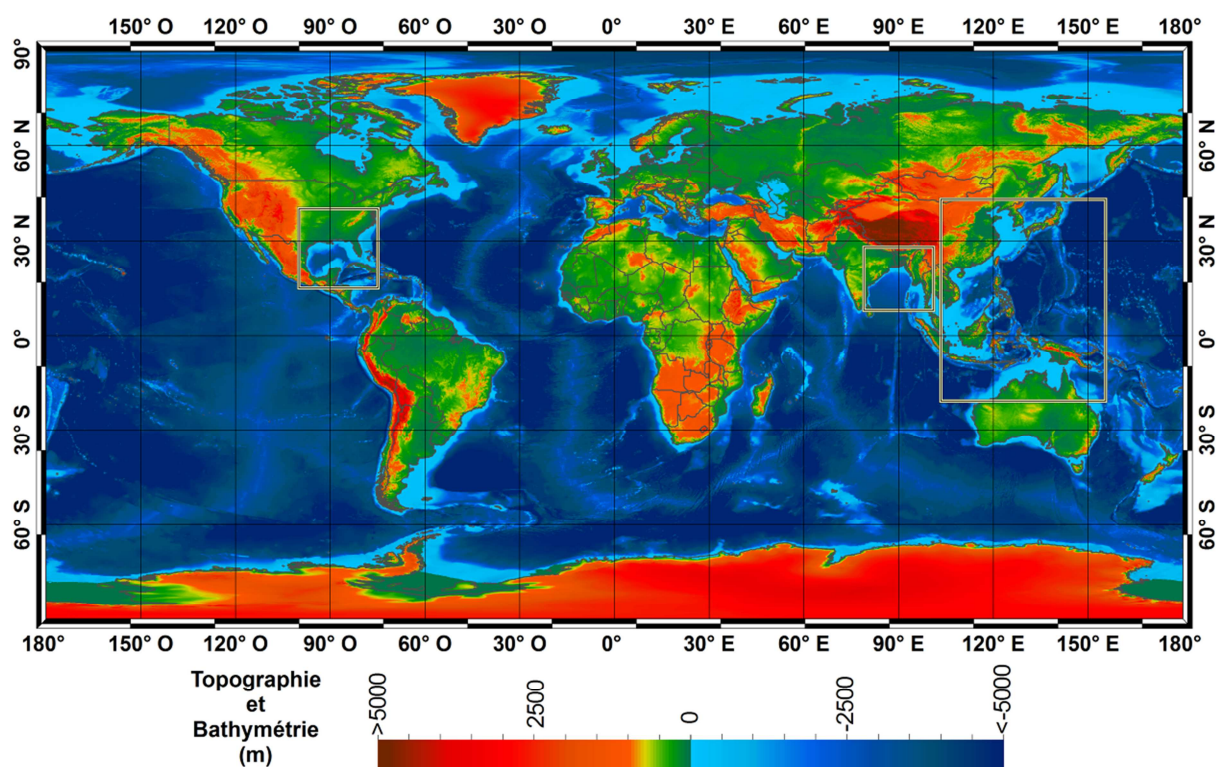 150° O 120° O 90° O 60° O 30° O 0° 30° E 60° E 90° E 120° E 150° E 180°
90°
60° N
30° N
0°
30° S
60° S
60° N
30° N
0°
30° S
60° S
180° 150° O 120° O 90° O 60° O 30° O 0° 30° E 60° E 90° E 120° E 150° E 180°
Topographie
et
Bathymétrie
(m)
>5000 2500 0 -2500 <-5000